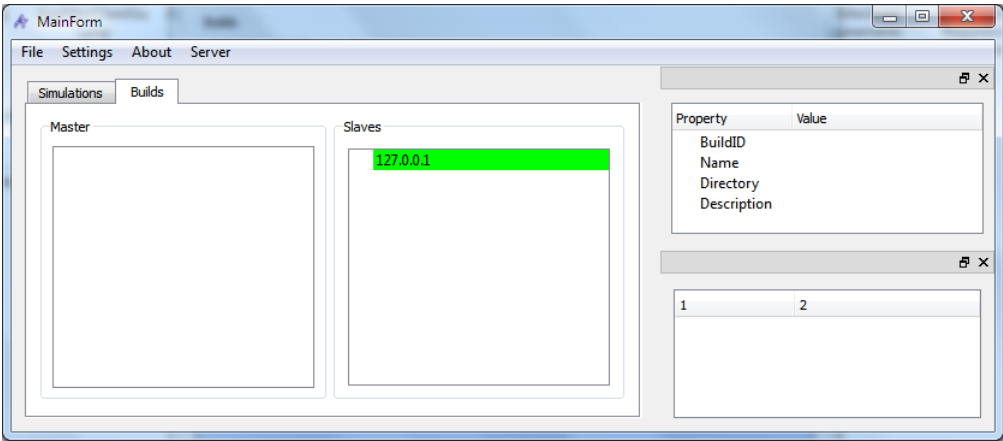 MainForm
File Settings About Server
Simulations Builds
Master
Slaves
127.0.0.1
Property Value
BuildID
Name
Directory
Description
1 2